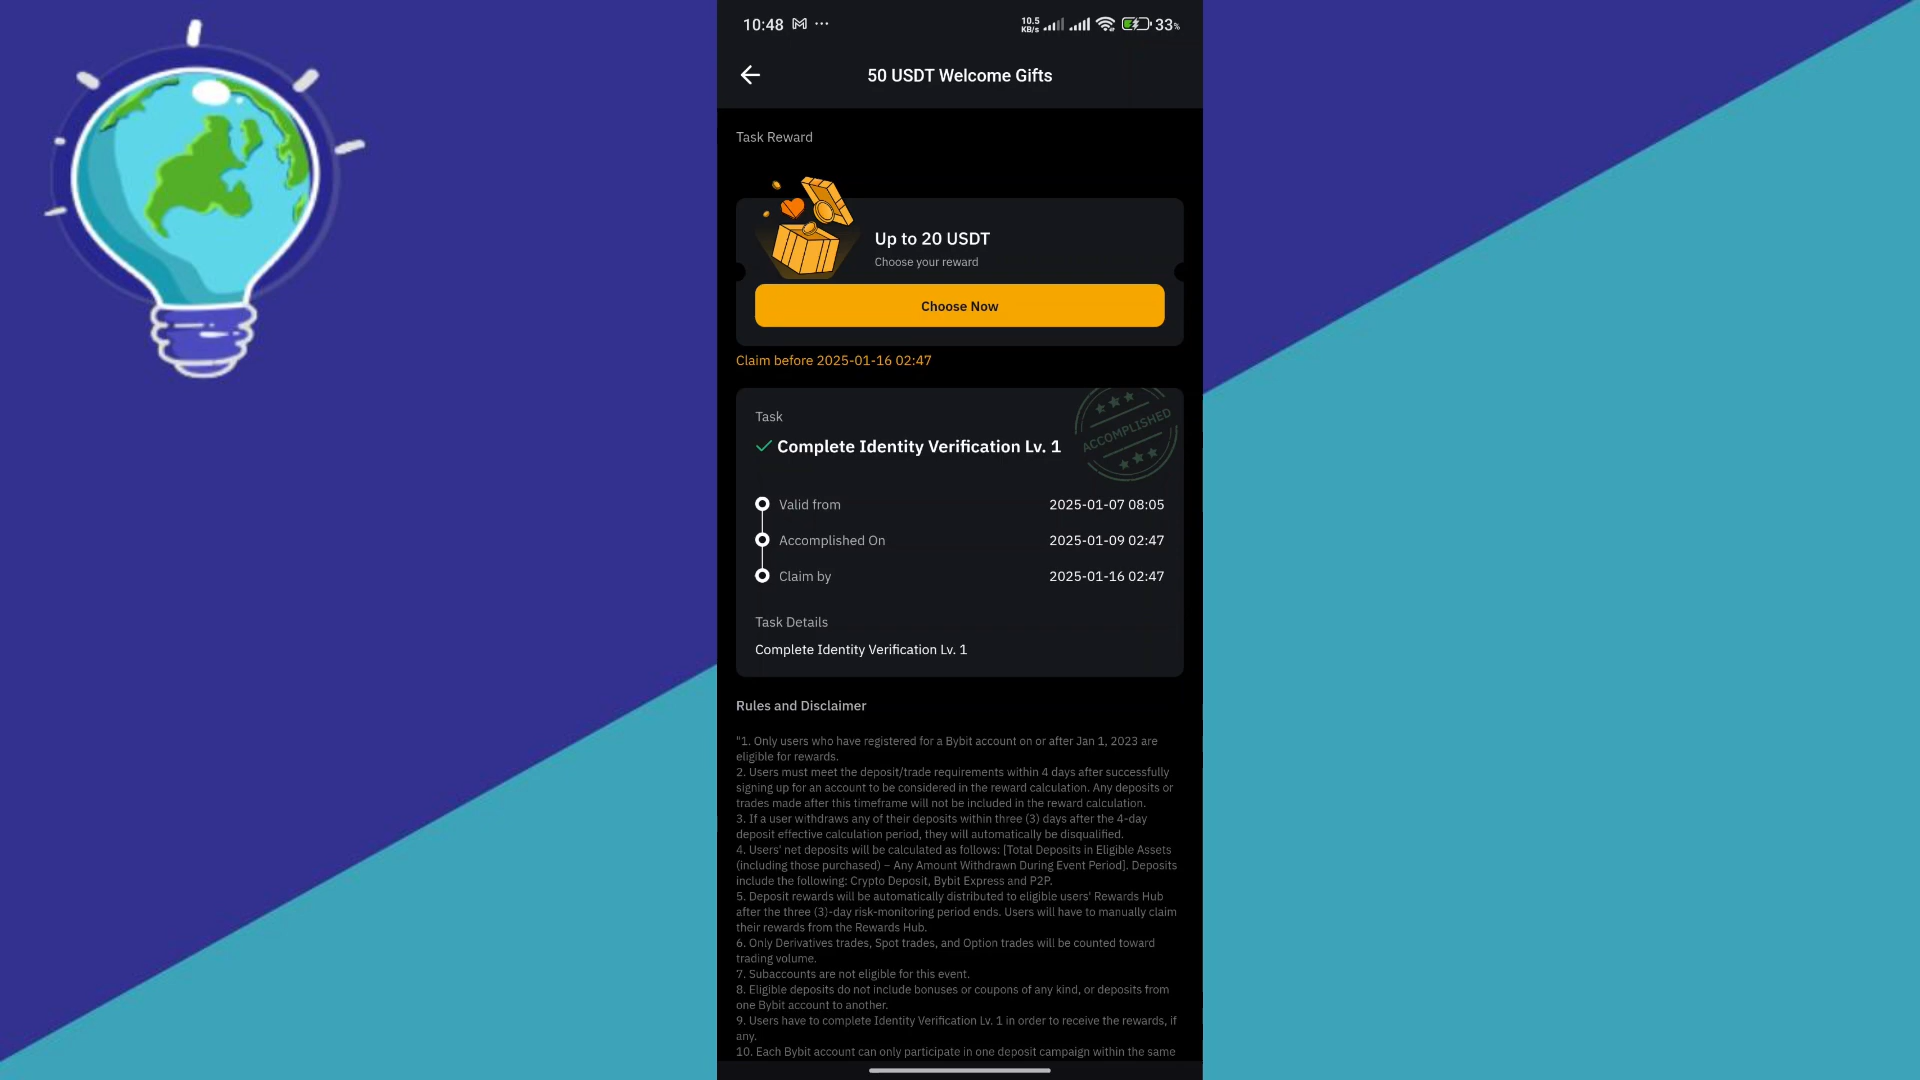 10:48
10.5 KB/s
33%
50 USDT Welcome Gifts
Task Reward
Up to 20 USDT
Choose your reward
Choose Now
Claim before 2025-01-16 02:47
Task
Complete Identity Verification Lv. 1
ACCOMPLISHED
Valid from 2025-01-07 08:05
Accomplished On 2025-01-09 02:47
Claim by 2025-01-16 02:47
Task Details
Complete Identity Verification Lv. 1
Rules and Disclaimer
"1. Only users who have registered for a Bybit account on or after Jan 1, 2023 are
eligible for rewards.
2. Users must meet the deposit/trade requirements within 4 days after successfully
signing up for an account to be considered in the reward calculation. Any deposits or
trades made after this timeframe will not be included in the reward calculation.
3. If a user withdraws any of their deposits within three (3) days after the 4-day
deposit effective calculation period, they will automatically be disqualified.
4. Users' net deposits will be calculated as follows: [Total Deposits in Eligible Assets
(including those purchased) – Any Amount Withdrawn During Event Period]. Deposits
include the following: Crypto Deposit, Bybit Express and P2P.
5. Deposit rewards will be automatically distributed to eligible users' Rewards Hub
after the three (3)-day risk-monitoring period ends. Users will have to manually claim
their rewards from the Rewards Hub.
6. Only Derivatives trades, Spot trades, and Option trades will be counted toward
trading volume.
7. Subaccounts are not eligible for this event.
8. Eligible deposits do not include bonuses or coupons of any kind, or deposits from
one Bybit account to another.
9. Users have to complete Identity Verification Lv. 1 in order to receive the rewards, if
any.
10. Each Bybit account can only participate in one deposit campaign within the same